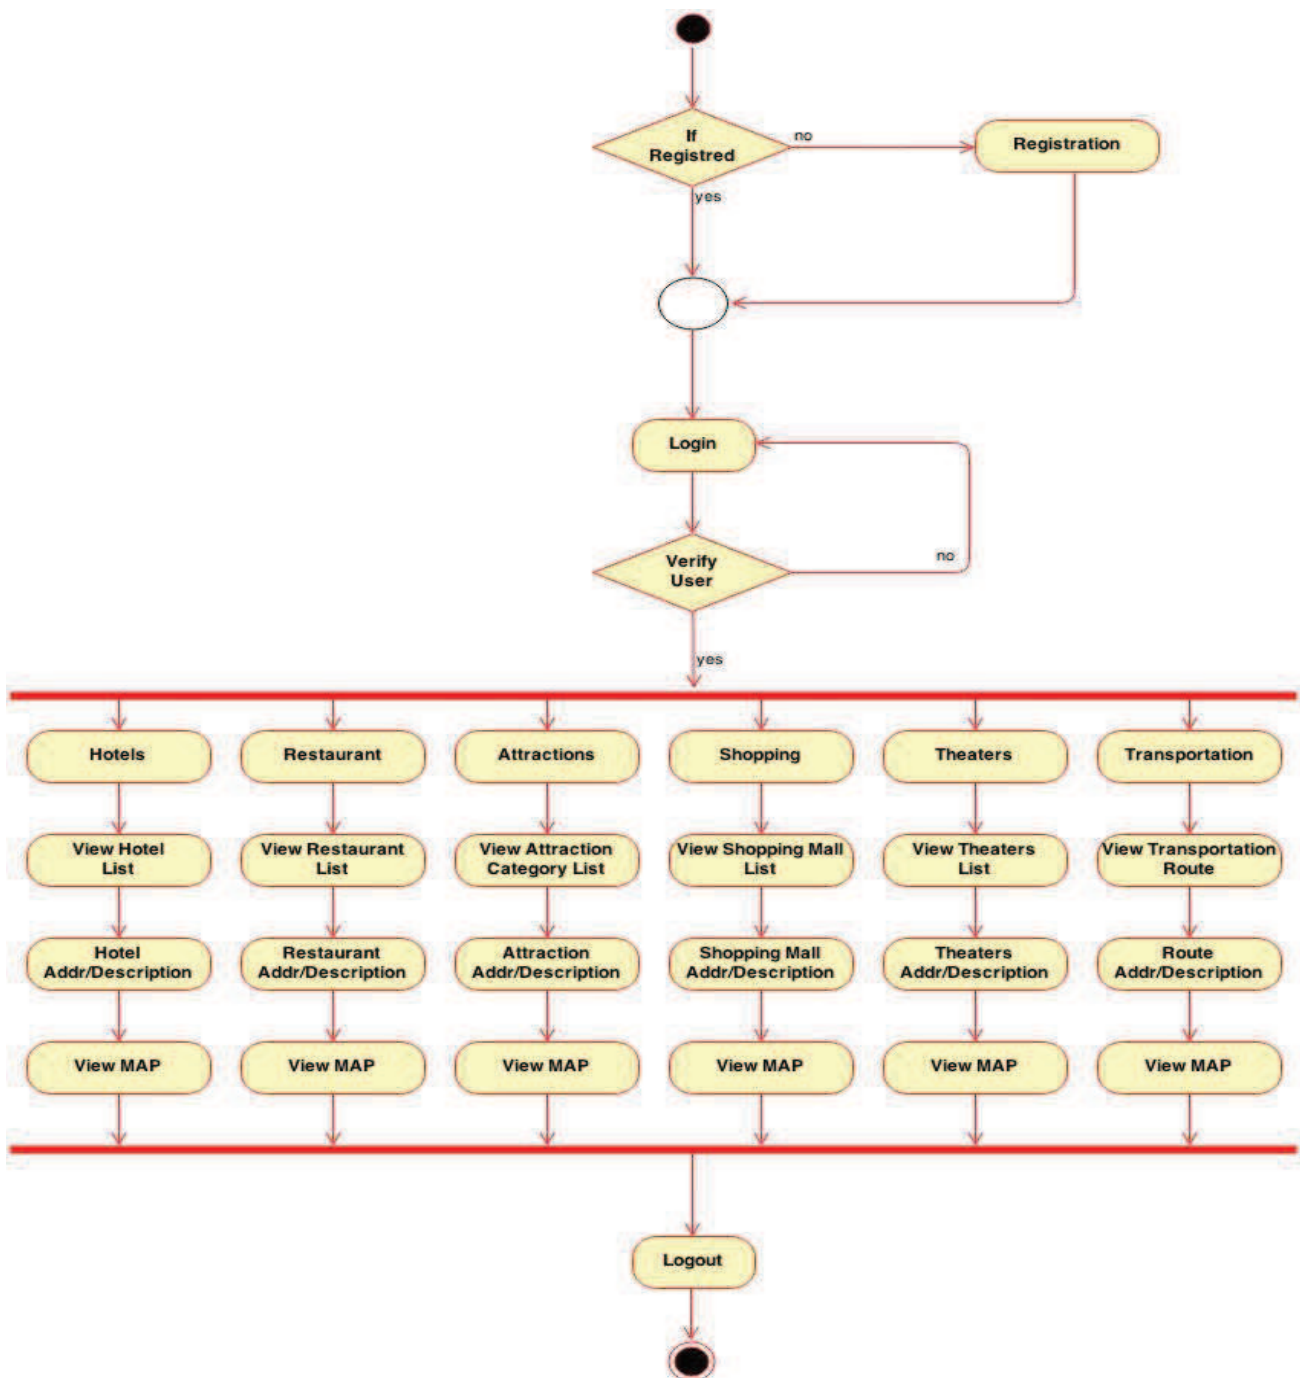 If
Registred
no
Registration
yes
Login
Verify
User
no
yes
Hotels
Restaurant
Attractions
Shopping
Theaters
Transportation
View Hotel
List
View Restaurant
List
View Attraction
Category List
View Shopping Mall
List
View Theaters
List
View Transportation
Route
Hotel
Addr/Description
Restaurant
Addr/Description
Attraction
Addr/Description
Shopping Mall
Addr/Description
Theaters
Addr/Description
Route
Addr/Description
View MAP
View MAP
View MAP
View MAP
View MAP
View MAP
Logout